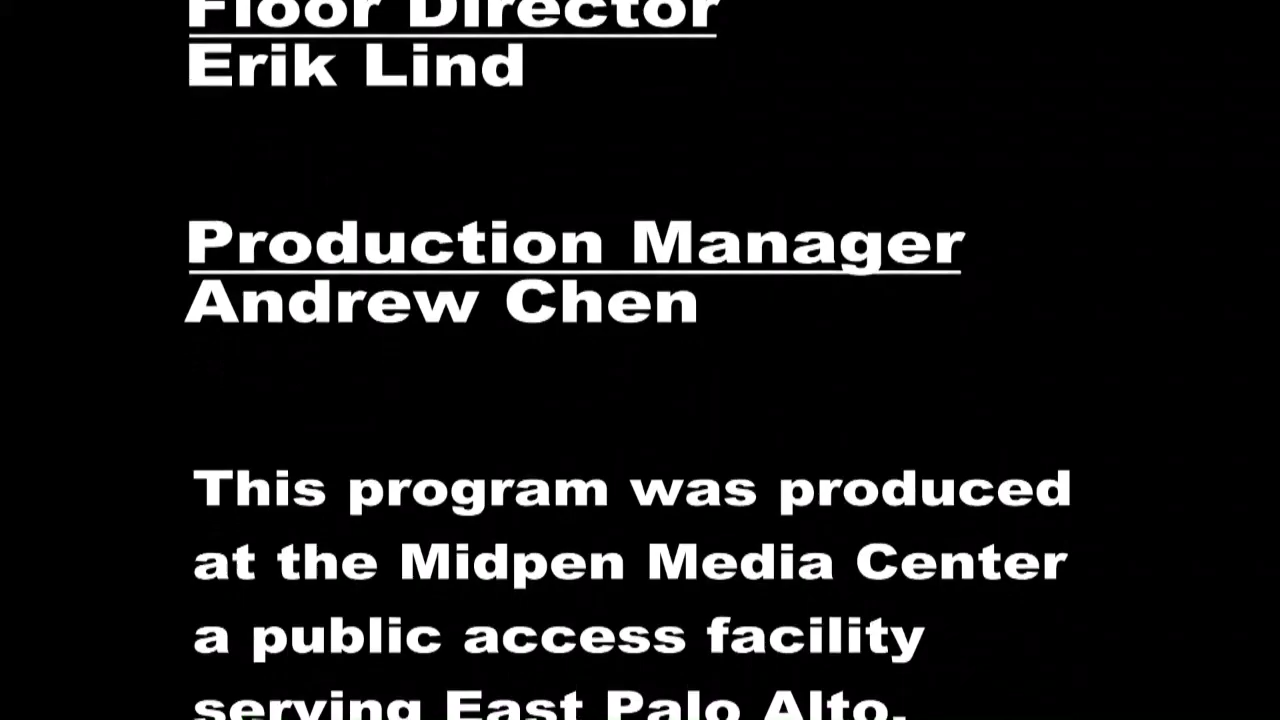 Floor Director
Erik Lind
Production Manager
Andrew Chen
This program was produced
at the Midpen Media Center
a public access facility
serving East Palo Alto,